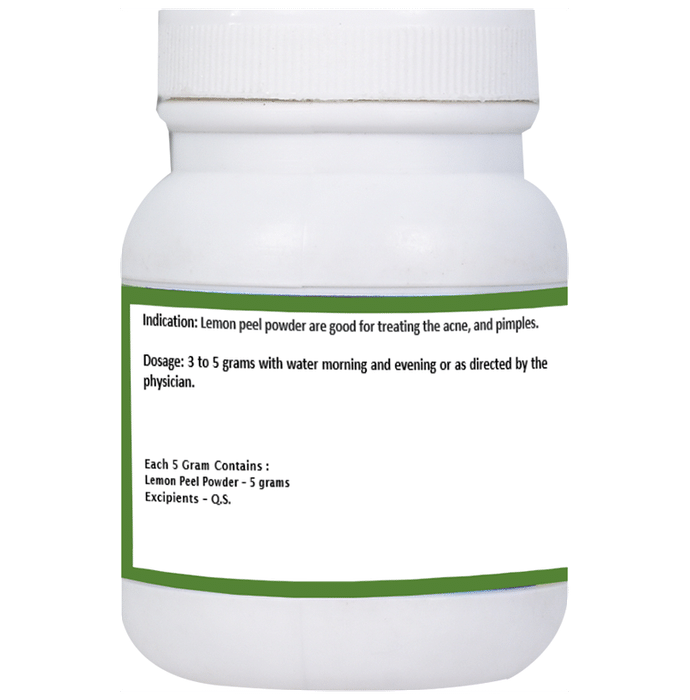 Indication: Lemon peel powder are good for treating the acne, and pimples.
Dosage: 3 to 5 grams with water morning and evening or as directed by the
physician.
Each 5 Gram Contains :
Lemon Peel Powder - 5 grams
Excipients - Q.S.